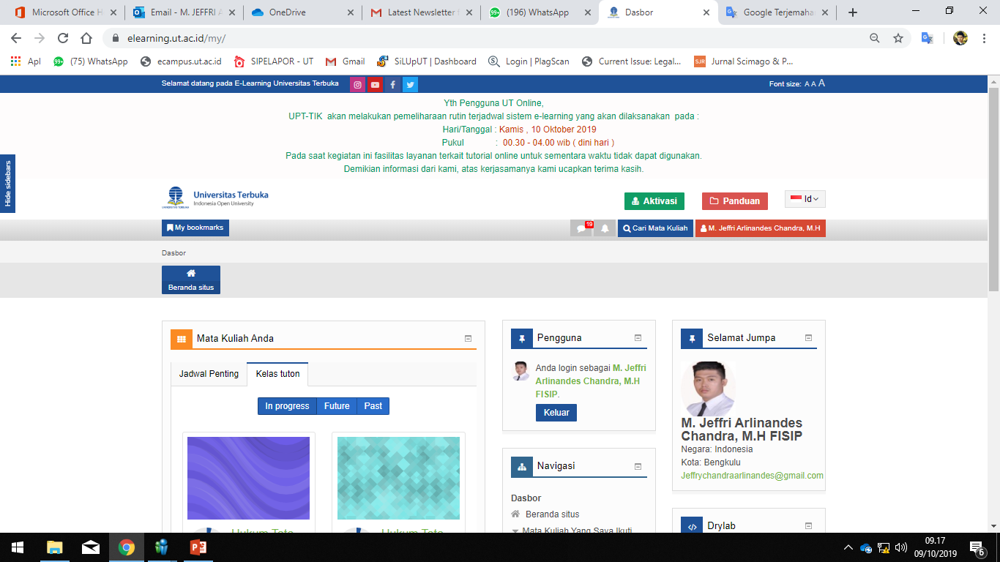 Microsoft Office H
Email - M. JEFFRI A
OneDrive
Latest Newsletter
(196) WhatsApp
Dasbor
Google Terjemaha
elearning.ut.ac.id/my/
Apl
(75) WhatsApp
ecampus.ut.ac.id
SIPELAPOR - UT
Gmail
SiLUpUT | Dashboard
Login | PlagScan
Current Issue: Legal...
SJR
Jurnal Scimago & P...
Selamat datang pada E-Learning Universitas Terbuka
Font size: A A A
Yth Pengguna UT Online,
UPT-TIK akan melakukan pemeliharaan rutin terjadwal sistem e-learning yang akan dilaksanakan pada :
Hari/Tanggal : Kamis , 10 Oktober 2019
Pukul : 00.30 - 04.00 wib ( dini hari )
Pada saat kegiatan ini fasilitas layanan terkait tutorial online untuk sementara waktu tidak dapat digunakan.
Demikian informasi dari kami, atas kerjasamanya kami ucapkan terima kasih.
Hide sidebars
UNIVERSITAS TERBUKA
Universitas Terbuka
Indonesia Open University
Aktivasi
Panduan
Id
My bookmarks
19
Cari Mata Kuliah
M. Jeffri Arlinandes Chandra, M.H
Dasbor
Beranda situs
Mata Kuliah Anda
Jadwal Penting
Kelas tuton
In progress
Future
Past
Hukum Tata
Hukum Tata
Pengguna
Anda login sebagai M. Jeffri
Arlinandes Chandra, M.H
FISIP.
Keluar
Navigasi
Dasbor
Beranda situs
Mata Kuliah Yang Saya Ikuti
Selamat Jumpa
M. Jeffri Arlinandes
Chandra, M.H FISIP
Negara: Indonesia
Kota: Bengkulu
Jeffrychandraarlinandes@gmail.com
Drylab
09.17
09/10/2019
6